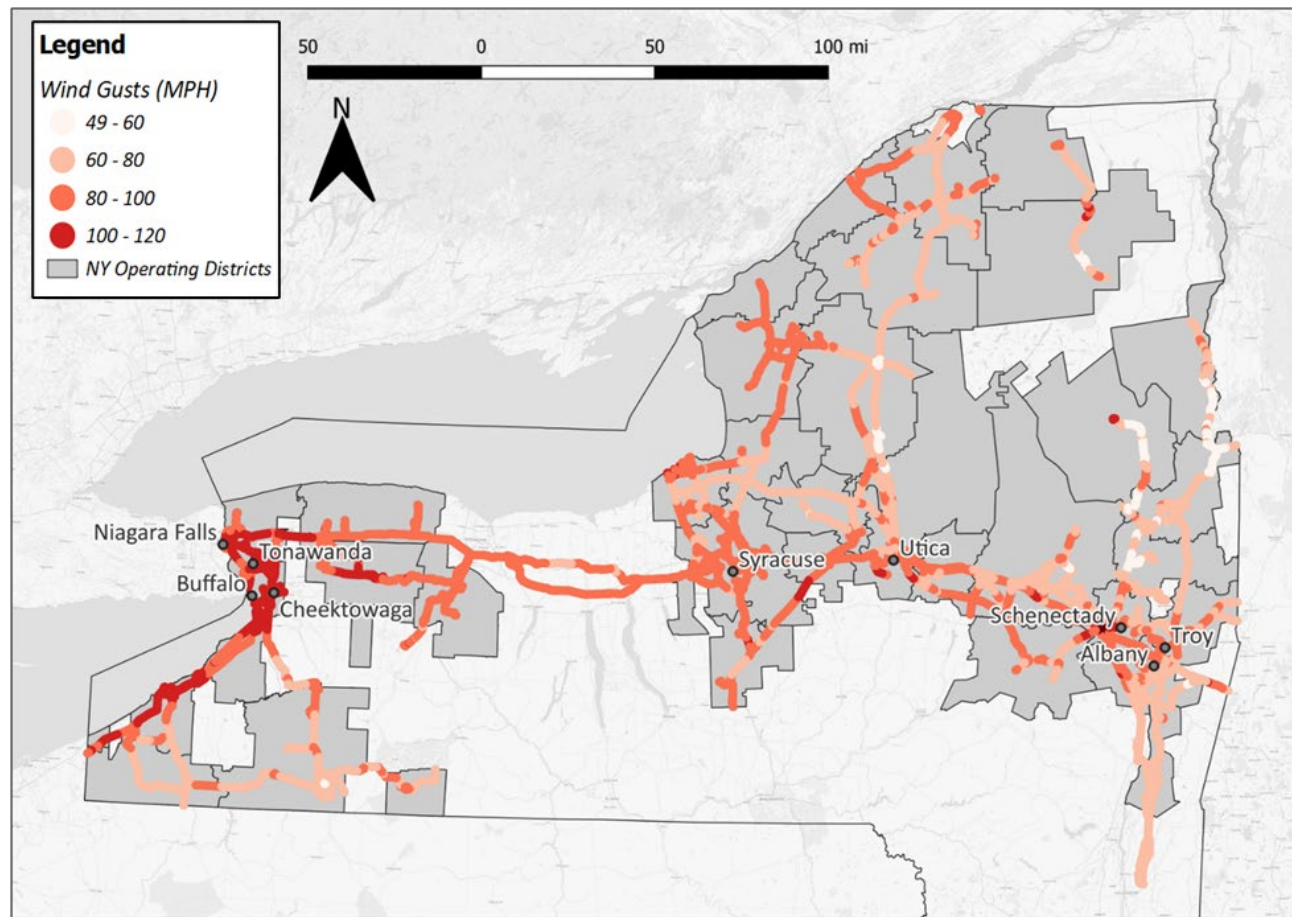 Legend
Wind Gusts (MPH)
49 - 60
60 - 80
80 - 100
100 - 120
NY Operating Districts
50 0 50 100 mi
N
Niagara Falls
Tonawanda
Buffalo
Cheektowaga
Syracuse
Utica
Schenectady
Troy
Albany